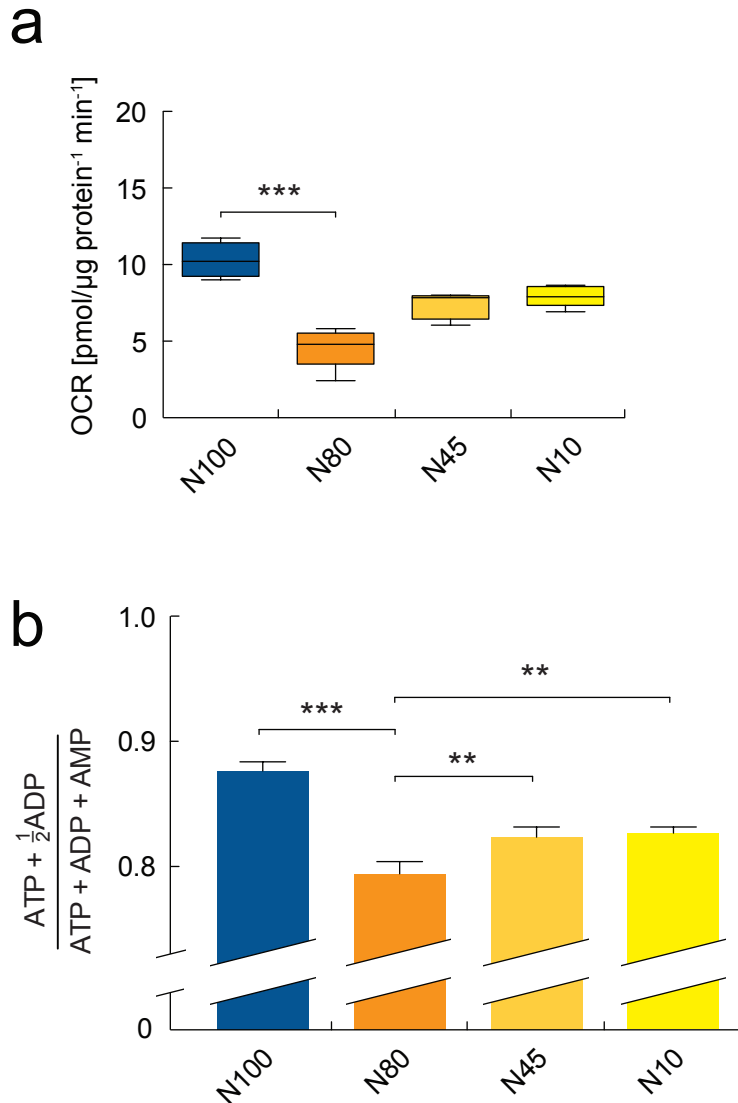 a
OCR [pmol/µg protein⁻¹ min⁻¹]
20
15
10
5
0
***
N100
N80
N45
N10
b
ATP + ½ADP
ATP + ADP + AMP
1.0
0.9
0.8
0
**
***
**
N100
N80
N45
N10